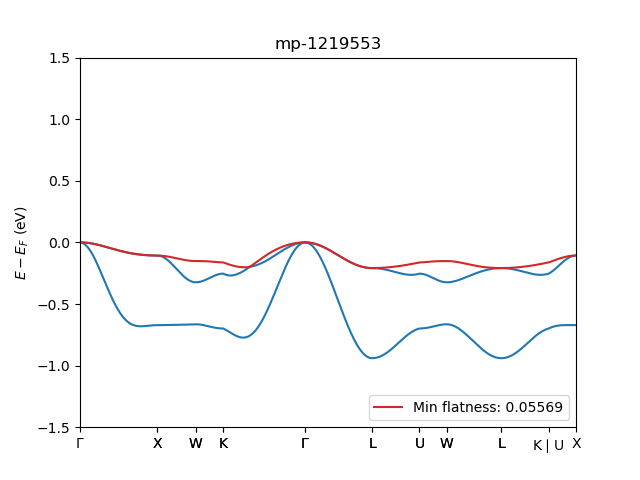 mp-1219553
E − E_F (eV)
1.5
1.0
0.5
0.0
−0.5
−1.0
−1.5
Min flatness: 0.05569
Γ X W K Γ L U W L K | U X